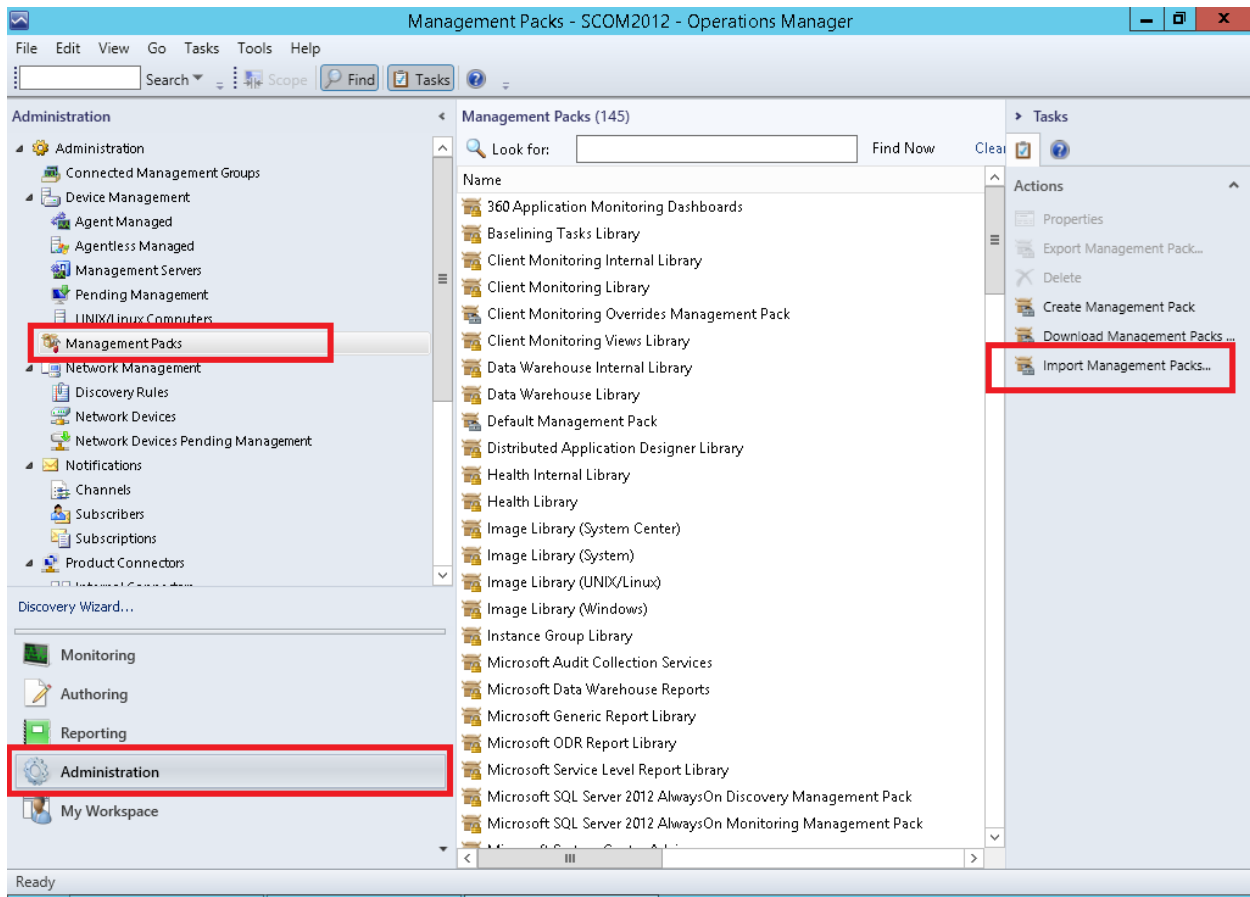 Management Packs - SCOM2012 - Operations Manager
File Edit View Go Tasks Tools Help
Search Scope Find Tasks
Administration
Administration
Connected Management Groups
Device Management
Agent Managed
Agentless Managed
Management Servers
Pending Management
UNIX/Linux Computers
Management Packs
Network Management
Discovery Rules
Network Devices
Network Devices Pending Management
Notifications
Channels
Subscribers
Subscriptions
Product Connectors
Discovery Wizard...
Monitoring
Authoring
Reporting
Administration
My Workspace
Management Packs (145)
Look for: Find Now Clear
Name
360 Application Monitoring Dashboards
Baselining Tasks Library
Client Monitoring Internal Library
Client Monitoring Library
Client Monitoring Overrides Management Pack
Client Monitoring Views Library
Data Warehouse Internal Library
Data Warehouse Library
Default Management Pack
Distributed Application Designer Library
Health Internal Library
Health Library
Image Library (System Center)
Image Library (System)
Image Library (UNIX/Linux)
Image Library (Windows)
Instance Group Library
Microsoft Audit Collection Services
Microsoft Data Warehouse Reports
Microsoft Generic Report Library
Microsoft ODR Report Library
Microsoft Service Level Report Library
Microsoft SQL Server 2012 AlwaysOn Discovery Management Pack
Microsoft SQL Server 2012 AlwaysOn Monitoring Management Pack
Tasks
Actions
Properties
Export Management Pack...
Delete
Create Management Pack
Download Management Packs ...
Import Management Packs...
Ready